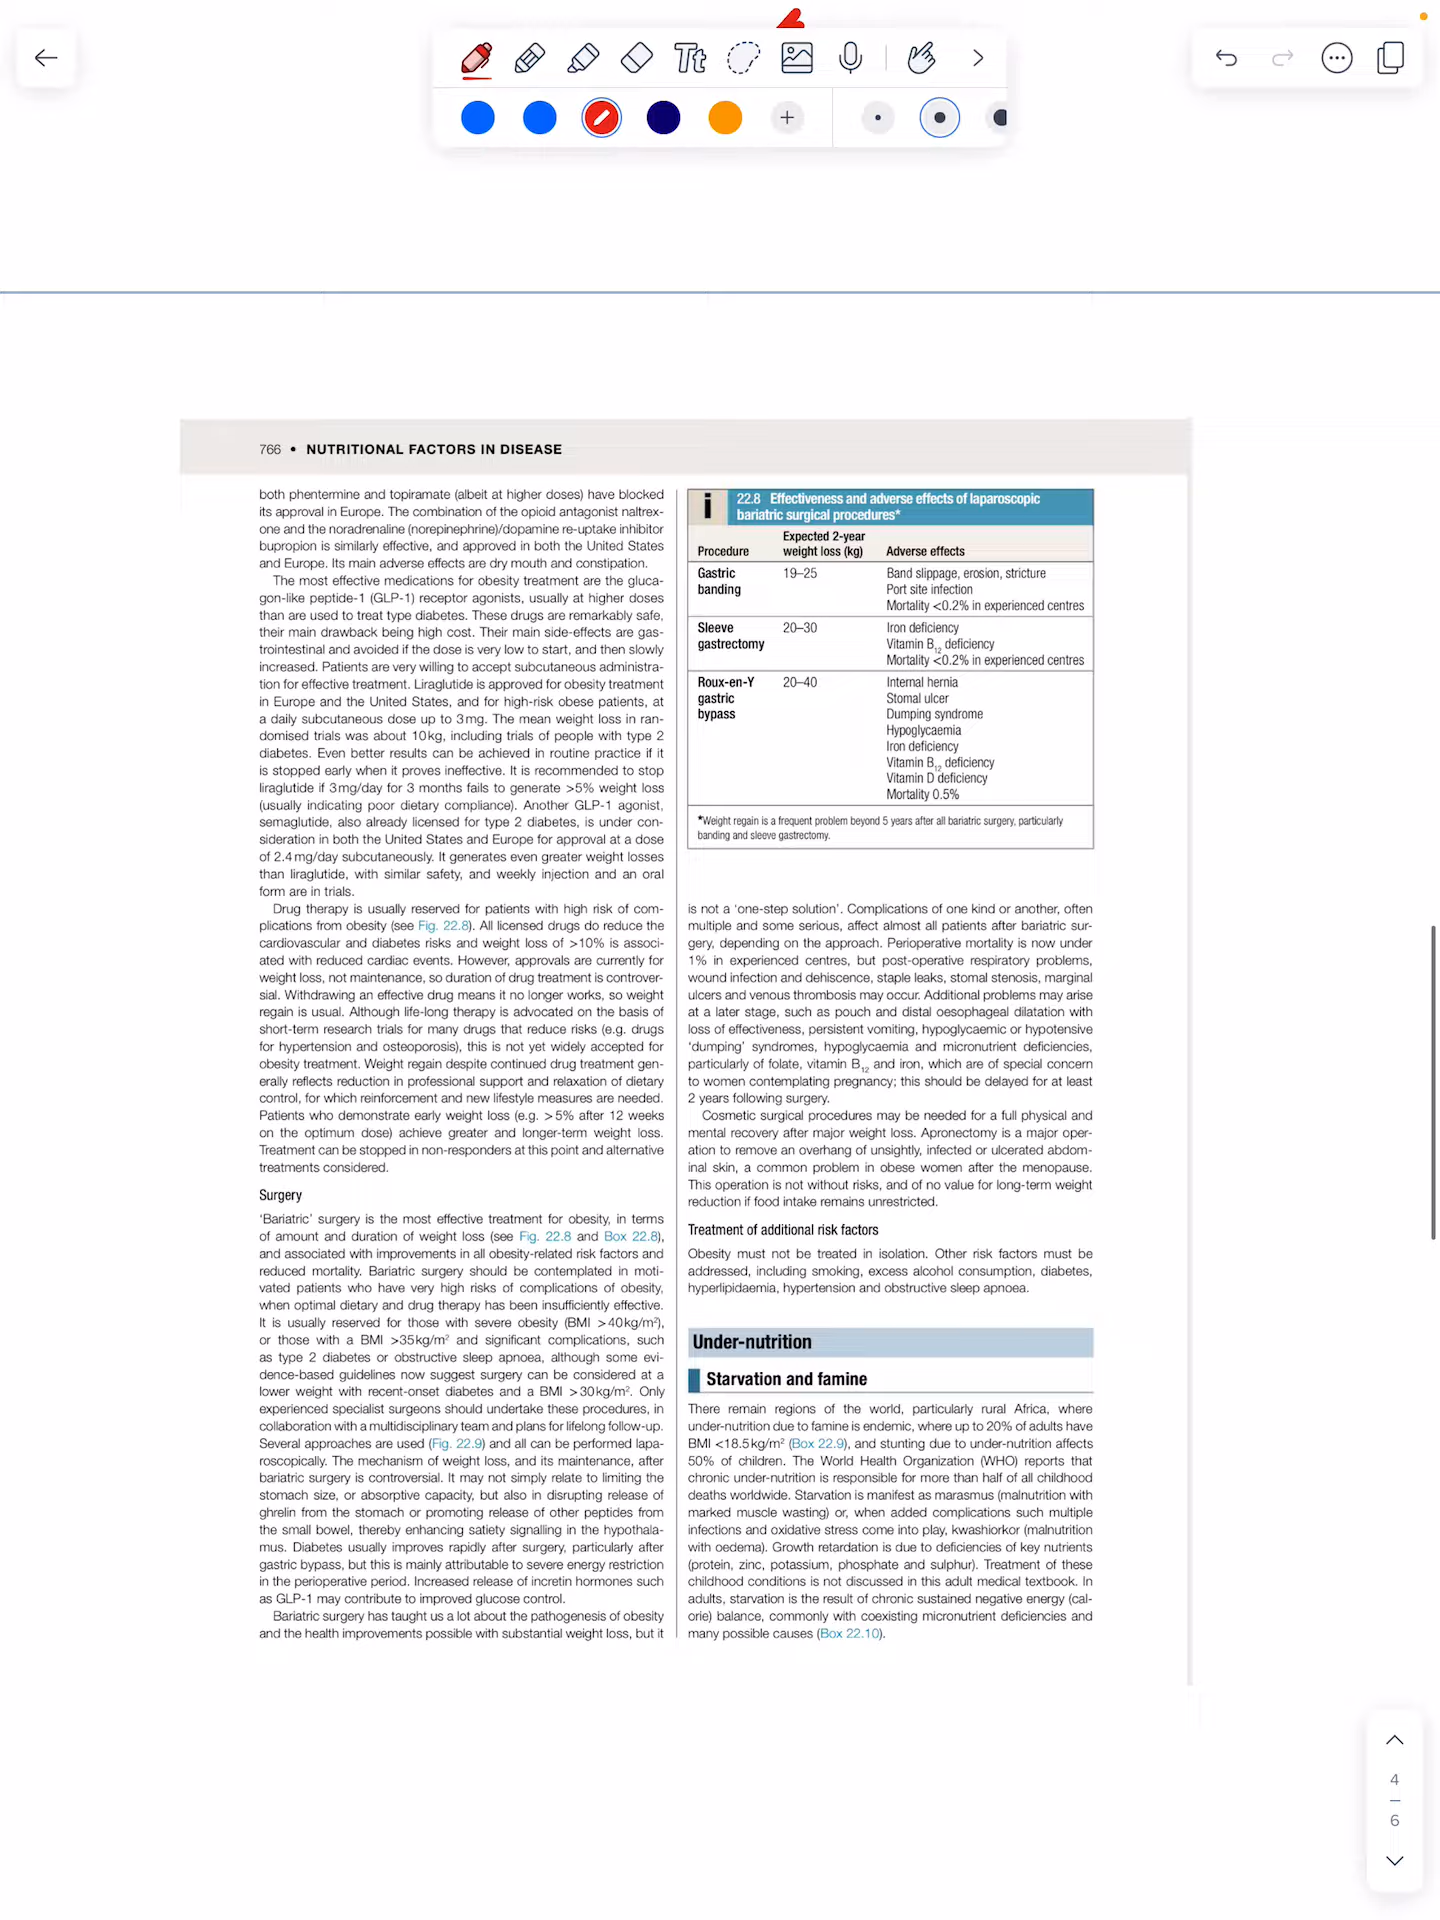 Tt
766 • NUTRITIONAL FACTORS IN DISEASE
both phentermine and topiramate (albeit at higher doses) have blocked
its approval in Europe. The combination of the opioid antagonist naltrex-
one and the noradrenaline (norepinephrine)/dopamine re-uptake inhibitor
bupropion is similarly effective, and approved in both the United States
and Europe. Its main adverse effects are dry mouth and constipation.
The most effective medications for obesity treatment are the gluca-
gon-like peptide-1 (GLP-1) receptor agonists, usually at higher doses
than are used to treat type diabetes. These drugs are remarkably safe,
their main drawback being high cost. Their main side-effects are gas-
trointestinal and avoided if the dose is very low to start, and then slowly
increased. Patients are very willing to accept subcutaneous administra-
tion for effective treatment. Liraglutide is approved for obesity treatment
in Europe and the United States, and for high-risk obese patients, at
a daily subcutaneous dose up to 3 mg. The mean weight loss in ran-
domised trials was about 10 kg, including trials of people with type 2
diabetes. Even better results can be achieved in routine practice if it
is stopped early when it proves ineffective. It is recommended to stop
liraglutide if 3 mg/day for 3 months fails to generate >5% weight loss
(usually indicating poor dietary compliance). Another GLP-1 agonist,
semaglutide, also already licensed for type 2 diabetes, is under con-
sideration in both the United States and Europe for approval at a dose
of 2.4 mg/day subcutaneously. It generates even greater weight losses
than liraglutide, with similar safety, and weekly injection and an oral
form are in trials.
Drug therapy is usually reserved for patients with high risk of com-
plications from obesity (see Fig. 22.8). All licensed drugs do reduce the
cardiovascular and diabetes risks and weight loss of >10% is associ-
ated with reduced cardiac events. However, approvals are currently for
weight loss, not maintenance, so duration of drug treatment is controver-
sial. Withdrawing an effective drug means it no longer works, so weight
regain is usual. Although life-long therapy is advocated on the basis of
short-term research trials for many drugs that reduce risks (e.g. drugs
for hypertension and osteoporosis), this is not yet widely accepted for
obesity treatment. Weight regain despite continued drug treatment gen-
erally reflects reduction in professional support and relaxation of dietary
control, for which reinforcement and new lifestyle measures are needed.
Patients who demonstrate early weight loss (e.g. >5% after 12 weeks
on the optimum dose) achieve greater and longer-term weight loss.
Treatment can be stopped in non-responders at this point and alternative
treatments considered.
Surgery
'Bariatric' surgery is the most effective treatment for obesity, in terms
of amount and duration of weight loss (see Fig. 22.8 and Box 22.8),
and associated with improvements in all obesity-related risk factors and
reduced mortality. Bariatric surgery should be contemplated in moti-
vated patients who have very high risks of complications of obesity,
when optimal dietary and drug therapy has been insufficiently effective.
It is usually reserved for those with severe obesity (BMI >40 kg/m²),
or those with a BMI >35 kg/m² and significant complications, such
as type 2 diabetes or obstructive sleep apnoea, although some evi-
dence-based guidelines now suggest surgery can be considered at a
lower weight with recent-onset diabetes and a BMI >30 kg/m². Only
experienced specialist surgeons should undertake these procedures, in
collaboration with a multidisciplinary team and plans for lifelong follow-up.
Several approaches are used (Fig. 22.9) and all can be performed lapa-
roscopically. The mechanism of weight loss, and its maintenance, after
bariatric surgery is controversial. It may not simply relate to limiting the
stomach size, or absorptive capacity, but also in disrupting release of
ghrelin from the stomach or promoting release of other peptides from
the small bowel, thereby enhancing satiety signalling in the hypothala-
mus. Diabetes usually improves rapidly after surgery, particularly after
gastric bypass, but this is mainly attributable to severe energy restriction
in the perioperative period. Increased release of incretin hormones such
as GLP-1 may contribute to improved glucose control.
Bariatric surgery has taught us a lot about the pathogenesis of obesity
and the health improvements possible with substantial weight loss, but it
i 22.8 Effectiveness and adverse effects of laparoscopic
bariatric surgical procedures*
Procedure Expected 2-year weight loss (kg) Adverse effects
Gastric banding 19–25 Band slippage, erosion, stricture
Port site infection
Mortality <0.2% in experienced centres
Sleeve gastrectomy 20–30 Iron deficiency
Vitamin B12 deficiency
Mortality <0.2% in experienced centres
Roux-en-Y gastric bypass 20–40 Internal hernia
Stomal ulcer
Dumping syndrome
Hypoglycaemia
Iron deficiency
Vitamin B12 deficiency
Vitamin D deficiency
Mortality 0.5%
*Weight regain is a frequent problem beyond 5 years after all bariatric surgery, particularly
banding and sleeve gastrectomy.
is not a 'one-step solution'. Complications of one kind or another, often
multiple and some serious, affect almost all patients after bariatric sur-
gery, depending on the approach. Perioperative mortality is now under
1% in experienced centres, but post-operative respiratory problems,
wound infection and dehiscence, staple leaks, stomal stenosis, marginal
ulcers and venous thrombosis may occur. Additional problems may arise
at a later stage, such as pouch and distal oesophageal dilatation with
loss of effectiveness, persistent vomiting, hypoglycaemic or hypotensive
'dumping' syndromes, hypoglycaemia and micronutrient deficiencies,
particularly of folate, vitamin B12 and iron, which are of special concern
to women contemplating pregnancy; this should be delayed for at least
2 years following surgery.
Cosmetic surgical procedures may be needed for a full physical and
mental recovery after major weight loss. Apronectomy is a major oper-
ation to remove an overhang of unsightly, infected or ulcerated abdom-
inal skin, a common problem in obese women after the menopause.
This operation is not without risks, and of no value for long-term weight
reduction if food intake remains unrestricted.
Treatment of additional risk factors
Obesity must not be treated in isolation. Other risk factors must be
addressed, including smoking, excess alcohol consumption, diabetes,
hyperlipidaemia, hypertension and obstructive sleep apnoea.
Under-nutrition
Starvation and famine
There remain regions of the world, particularly rural Africa, where
under-nutrition due to famine is endemic, where up to 20% of adults have
BMI <18.5 kg/m² (Box 22.9), and stunting due to under-nutrition affects
50% of children. The World Health Organization (WHO) reports that
chronic under-nutrition is responsible for more than half of all childhood
deaths worldwide. Starvation is manifest as marasmus (malnutrition with
marked muscle wasting) or, when added complications such multiple
infections and oxidative stress come into play, kwashiorkor (malnutrition
with oedema). Growth retardation is due to deficiencies of key nutrients
(protein, zinc, potassium, phosphate and sulphur). Treatment of these
childhood conditions is not discussed in this adult medical textbook. In
adults, starvation is the result of chronic sustained negative energy (cal-
orie) balance, commonly with coexisting micronutrient deficiencies and
many possible causes (Box 22.10).
4
6